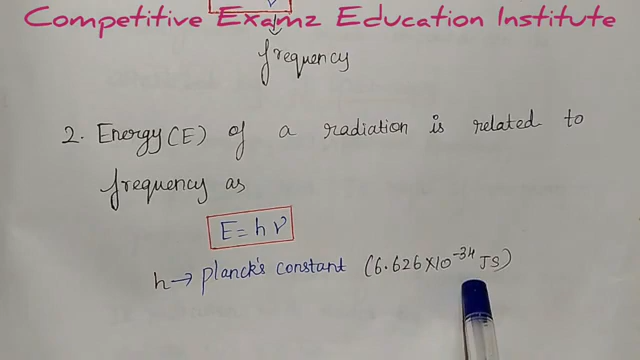 ν
Competitive Examz Education Institute
frequency
2. Energy(E) of a radiation is related to
frequency as
E = hν
h → planck's constant (6.626×10⁻³⁴ JS)